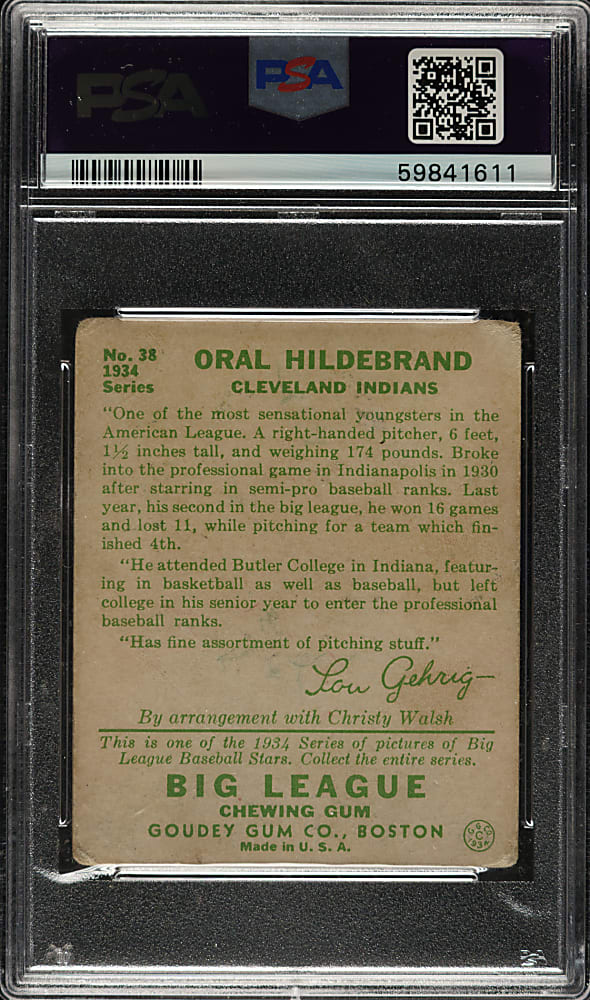 PSA
PSA
59841611
No. 38
1934
Series
ORAL HILDEBRAND
CLEVELAND INDIANS
"One of the most sensational youngsters in the
American League. A right-handed pitcher, 6 feet,
1½ inches tall, and weighing 174 pounds. Broke
into the professional game in Indianapolis in 1930
after starring in semi-pro baseball ranks. Last
year, his second in the big league, he won 16 games
and lost 11, while pitching for a team which fin-
ished 4th.
"He attended Butler College in Indiana, featur-
ing in basketball as well as baseball, but left
college in his senior year to enter the professional
baseball ranks.
"Has fine assortment of pitching stuff."
Lou Gehrig
By arrangement with Christy Walsh
This is one of the 1934 Series of pictures of Big
League Baseball Stars. Collect the entire series.
BIG LEAGUE
CHEWING GUM
GOUDEY GUM CO., BOSTON
Made in U. S. A.
G. G. CO.
C
1934